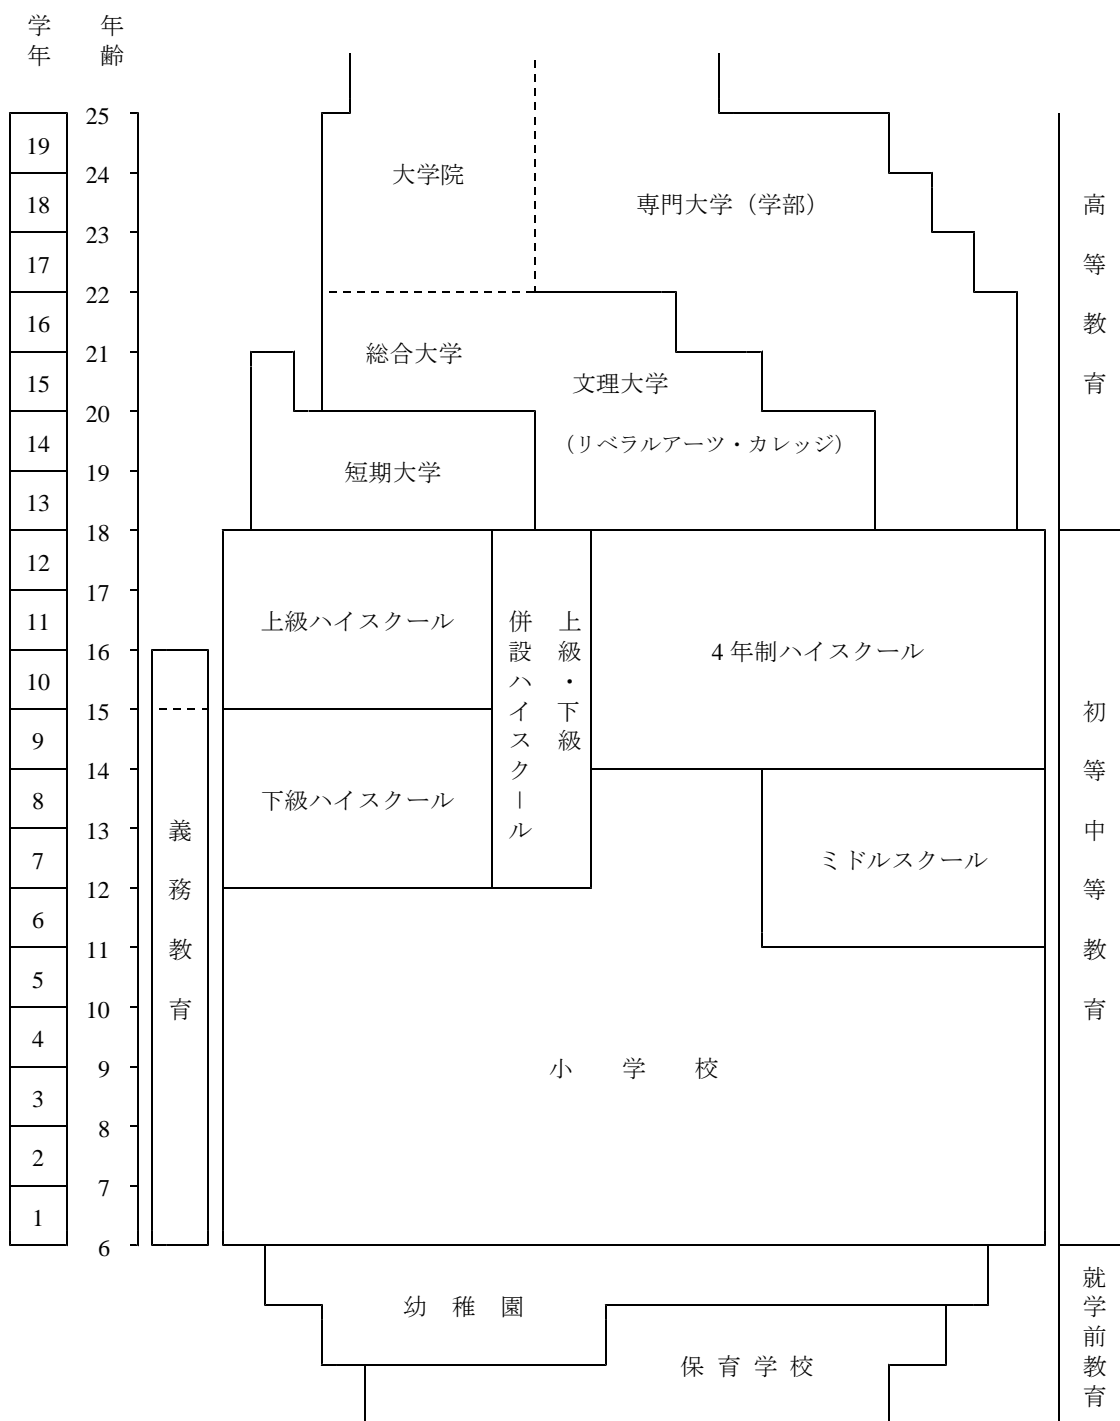 学年
年齢
25
19
24
18
23
17
22
16
21
15
20
14
19
13
18
12
17
11
16
10
15
9
14
8
13
7
12
6
11
5
10
4
9
3
8
2
7
1
6
義務教育
大学院
専門大学（学部）
総合大学
文理大学
（リベラルアーツ・カレッジ）
短期大学
上級ハイスクール
上級・下級
併設ハイスクール
4 年制ハイスクール
下級ハイスクール
ミドルスクール
小学校
幼稚園
保育学校
高等教育
初等中等教育
就学前教育